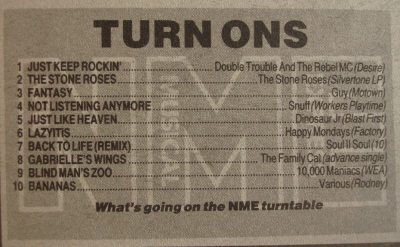 TURN ONS
1 JUST KEEP ROCKIN'........................Double Trouble And The Rebel MC (Desire)
2 THE STONE ROSES........................The Stone Roses (Silvertone LP)
3 FANTASY........................Guy (Motown)
4 NOT LISTENING ANYMORE........................Snuff (Workers Playtime)
5 JUST LIKE HEAVEN........................Dinosaur Jr (Blast First)
6 LAZYITIS........................Happy Mondays (Factory)
7 BACK TO LIFE (REMIX)........................Soul II Soul (10)
8 GABRIELLE'S WINGS........................The Family Cat (advance single)
9 BLIND MAN'S ZOO........................10,000 Maniacs (WEA)
10 BANANAS........................Various (Rodney)
What's going on the NME turntable